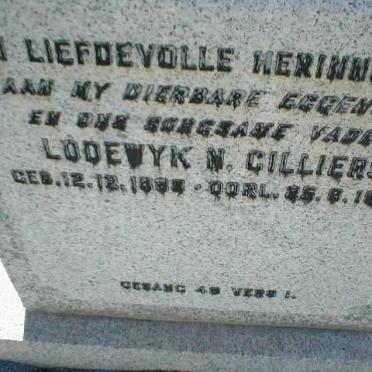 LIEFDEVOLLE HERINN
AAN MY DIERBARE EGGEN
EN ONS SORGSAME VADE
LODEWYK N. CILLIERS
GEB. 12.12. OORL.
GESANG 49 VERS 1.